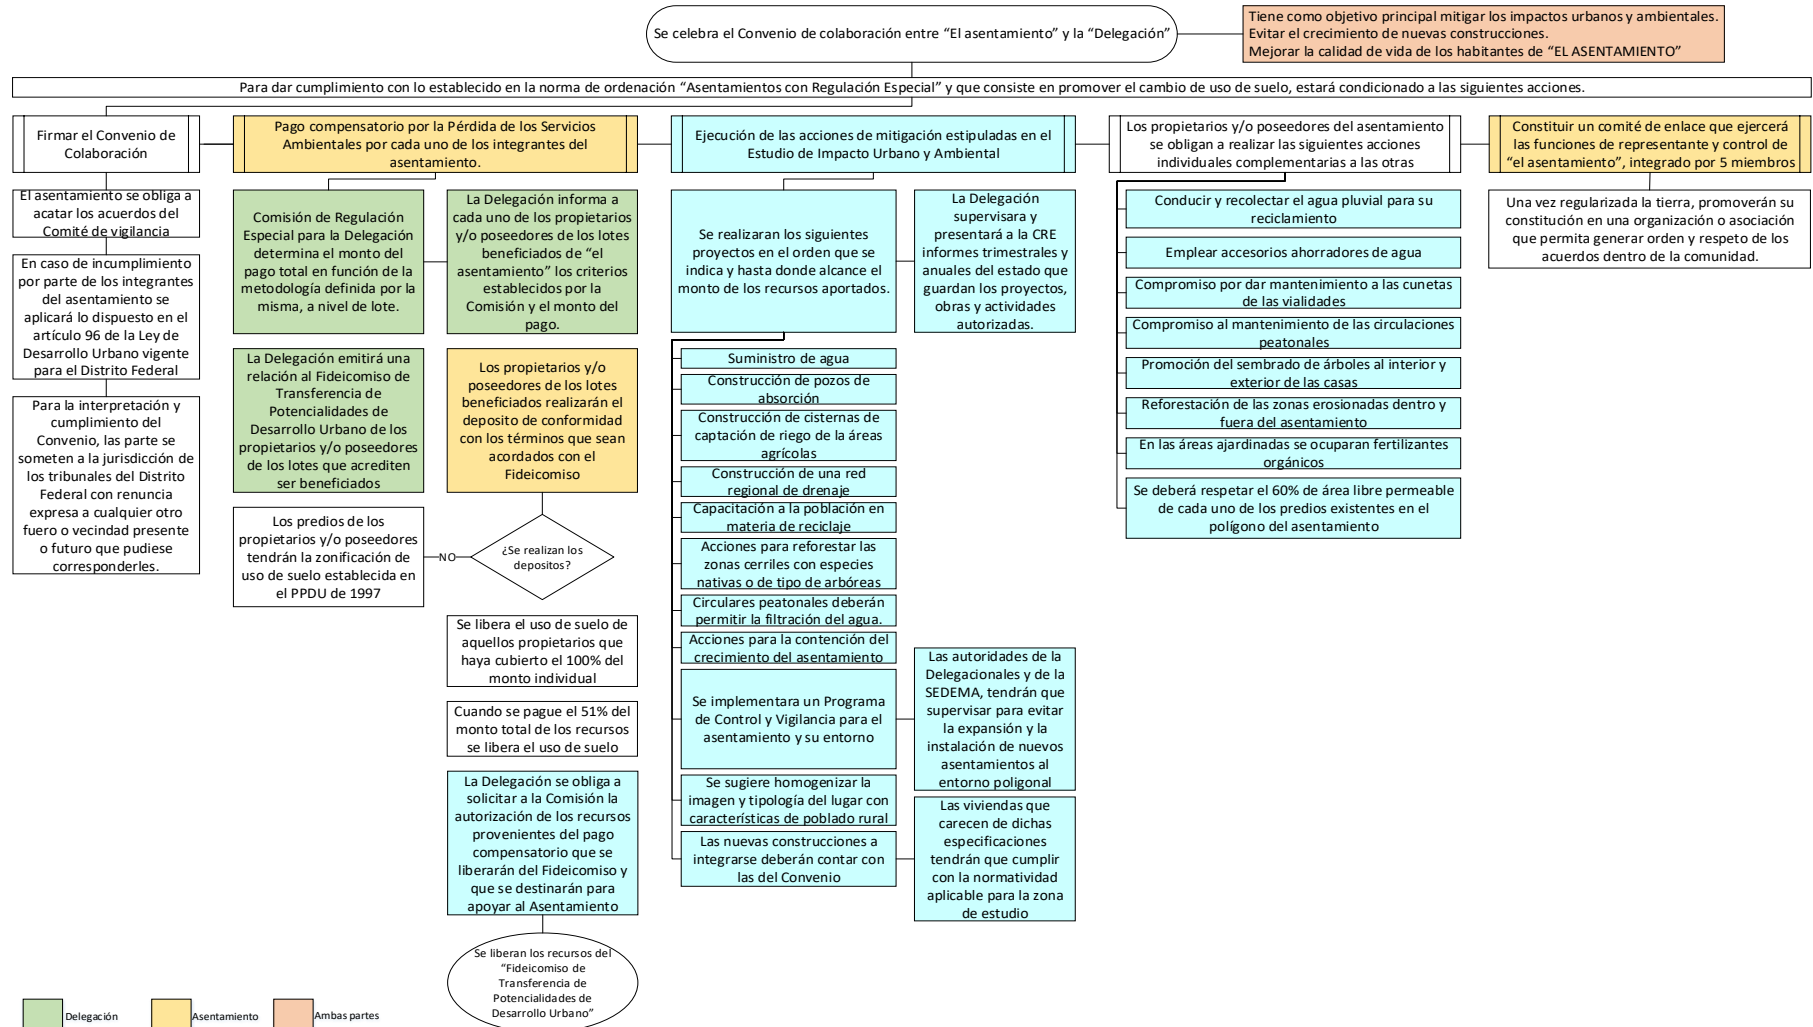 Se celebra el Convenio de colaboración entre “El asentamiento” y la “Delegación”
Tiene como objetivo principal mitigar los impactos urbanos y ambientales.
Evitar el crecimiento de nuevas construcciones.
Mejorar la calidad de vida de los habitantes de “EL ASENTAMIENTO”
Para dar cumplimiento con lo establecido en la norma de ordenación “Asentamientos con Regulación Especial” y que consiste en promover el cambio de uso de suelo, estará condicionado a las siguientes acciones.
Firmar el Convenio de
Colaboración
El asentamiento se obliga a
acatar los acuerdos del
Comité de vigilancia
En caso de incumplimiento
por parte de los integrantes
del asentamiento se
aplicará lo dispuesto en el
artículo 96 de la Ley de
Desarrollo Urbano vigente
para el Distrito Federal
Para la interpretación y
cumplimiento del
Convenio, las parte se
someten a la jurisdicción de
los tribunales del Distrito
Federal con renuncia
expresa a cualquier otro
fuero o vecindad presente
o futuro que pudiese
corresponderles.
Pago compensatorio por la Pérdida de los Servicios
Ambientales por cada uno de los integrantes del
asentamiento.
Comisión de Regulación
Especial para la Delegación
determina el monto del
pago total en función de la
metodología definida por la
misma, a nivel de lote.
La Delegación informa a
cada uno de los propietarios
y/o poseedores de los lotes
beneficiados de “el
asentamiento” los criterios
establecidos por la
Comisión y el monto del
pago.
La Delegación emitirá una
relación al Fideicomiso de
Transferencia de
Potencialidades de
Desarrollo Urbano de los
propietarios y/o poseedores
de los lotes que acrediten
ser beneficiados
Los propietarios y/o
poseedores de los lotes
beneficiados realizarán el
deposito de conformidad
con los términos que sean
acordados con el
Fideicomiso
Los predios de los
propietarios y/o poseedores
tendrán la zonificación de
uso de suelo establecida en
el PPDU de 1997
NO
¿Se realizan los
depositos?
Se libera el uso de suelo de
aquellos propietarios que
haya cubierto el 100% del
monto individual
Cuando se pague el 51% del
monto total de los recursos
se libera el uso de suelo
La Delegación se obliga a
solicitar a la Comisión la
autorización de los recursos
provenientes del pago
compensatorio que se
liberarán del Fideicomiso y
que se destinarán para
apoyar al Asentamiento
Se liberan los recursos del
“Fideicomiso de
Transferencia de
Potencialidades de
Desarrollo Urbano”
Ejecución de las acciones de mitigación estipuladas en el
Estudio de Impacto Urbano y Ambiental
Se realizaran los siguientes
proyectos en el orden que se
indica y hasta donde alcance el
monto de los recursos aportados.
La Delegación
supervisara y
presentará a la CRE
informes trimestrales y
anuales del estado que
guardan los proyectos,
obras y actividades
autorizadas.
Suministro de agua
Construcción de pozos de
absorción
Construcción de cisternas de
captación de riego de la áreas
agrícolas
Construcción de una red
regional de drenaje
Capacitación a la población en
materia de reciclaje
Acciones para reforestar las
zonas cerriles con especies
nativas o de tipo de arbóreas
Circulares peatonales deberán
permitir la filtración del agua.
Acciones para la contención del
crecimiento del asentamiento
Se implementara un Programa
de Control y Vigilancia para el
asentamiento y su entorno
Las autoridades de la
Delegacionales y de la
SEDEMA, tendrán que
supervisar para evitar
la expansión y la
instalación de nuevos
asentamientos al
entorno poligonal
Se sugiere homogenizar la
imagen y tipología del lugar con
características de poblado rural
Las nuevas construcciones a
integrarse deberán contar con
las del Convenio
Las viviendas que
carecen de dichas
especificaciones
tendrán que cumplir
con la normatividad
aplicable para la zona
de estudio
Los propietarios y/o poseedores del asentamiento
se obligan a realizar las siguientes acciones
individuales complementarias a las otras
Conducir y recolectar el agua pluvial para su
reciclamiento
Emplear accesorios ahorradores de agua
Compromiso por dar mantenimiento a las cunetas
de las vialidades
Compromiso al mantenimiento de las circulaciones
peatonales
Promoción del sembrado de árboles al interior y
exterior de las casas
Reforestación de las zonas erosionadas dentro y
fuera del asentamiento
En las áreas ajardinadas se ocuparan fertilizantes
orgánicos
Se deberá respetar el 60% de área libre permeable
de cada uno de los predios existentes en el
polígono del asentamiento
Constituir un comité de enlace que ejercerá
las funciones de representante y control de
“el asentamiento”, integrado por 5 miembros
Una vez regularizada la tierra, promoverán su
constitución en una organización o asociación
que permita generar orden y respeto de los
acuerdos dentro de la comunidad.
Delegación
Asentamiento
Ambas partes